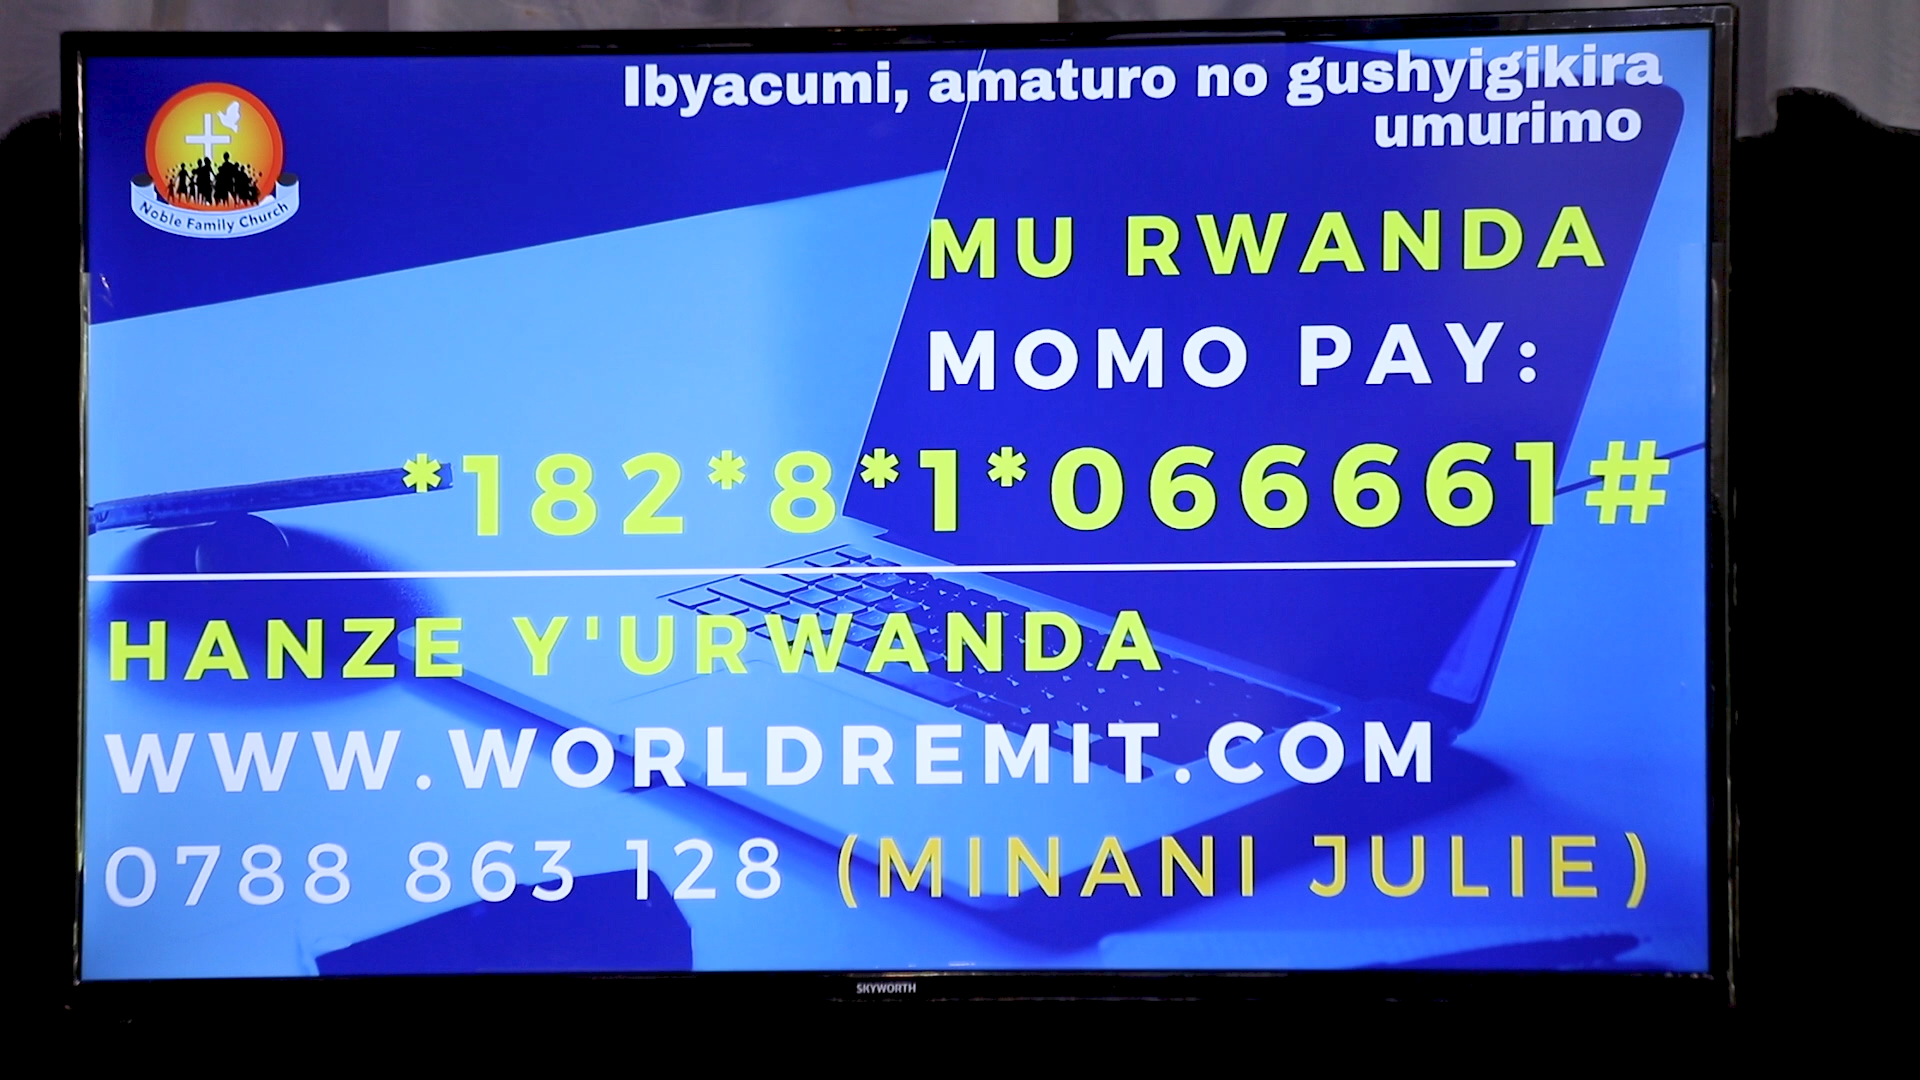 Ibyacumi, amaturo no gushyigikira
umurimo
Noble Family Church
MU RWANDA
MOMO PAY:
*182*8*1*066661#
HANZE Y'URWANDA
WWW.WORLDREMIT.COM
0788 863 128 (MINANI JULIE)
SKYWORTH